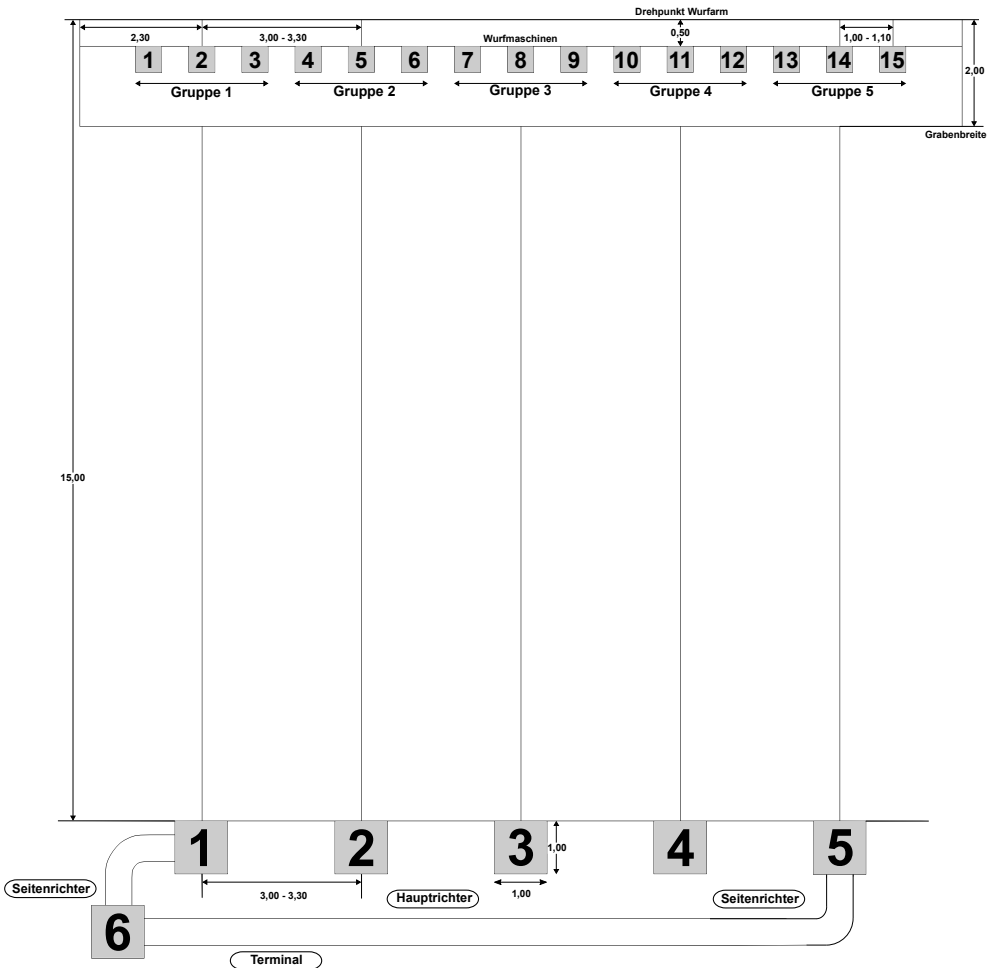 Drehpunkt Wurfarm
2,30
3,00 - 3,30
0,50
1,00 - 1,10
Wurfmaschinen
1 2 3 4 5 6 7 8 9 10 11 12 13 14 15
2,00
Gruppe 1 Gruppe 2 Gruppe 3 Gruppe 4 Gruppe 5
Grabenbreite
15,00
1 2 3 4 5
1,00
Seitenrichter
3,00 - 3,30
Hauptrichter
1,00
Seitenrichter
6
Terminal